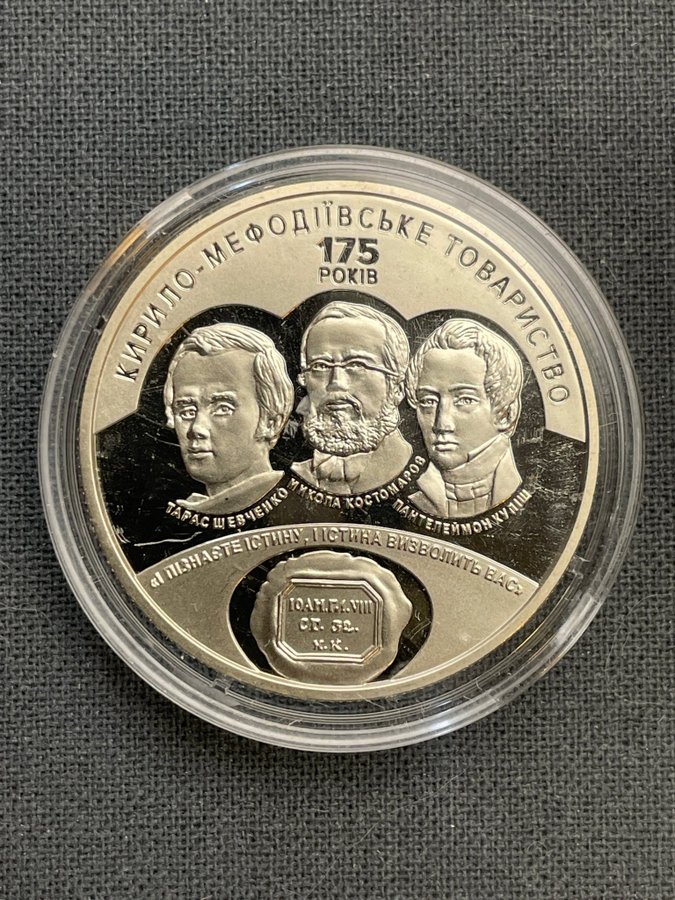 КИРИЛО-МЕФОДІЇВСЬКЕ ТОВАРИСТВО
175
РОКІВ
ТАРАС ШЕВЧЕНКО
МИКОЛА КОСТОМАРОВ
ПАНТЕЛЕЙМОН КУЛІШ
«І ПІЗНАЄТЕ ІСТИНУ, І ІСТИНА ВИЗВОЛИТЬ ВАС»
ІОАН.Г.І.VIII
СТ. 32.
К.К.